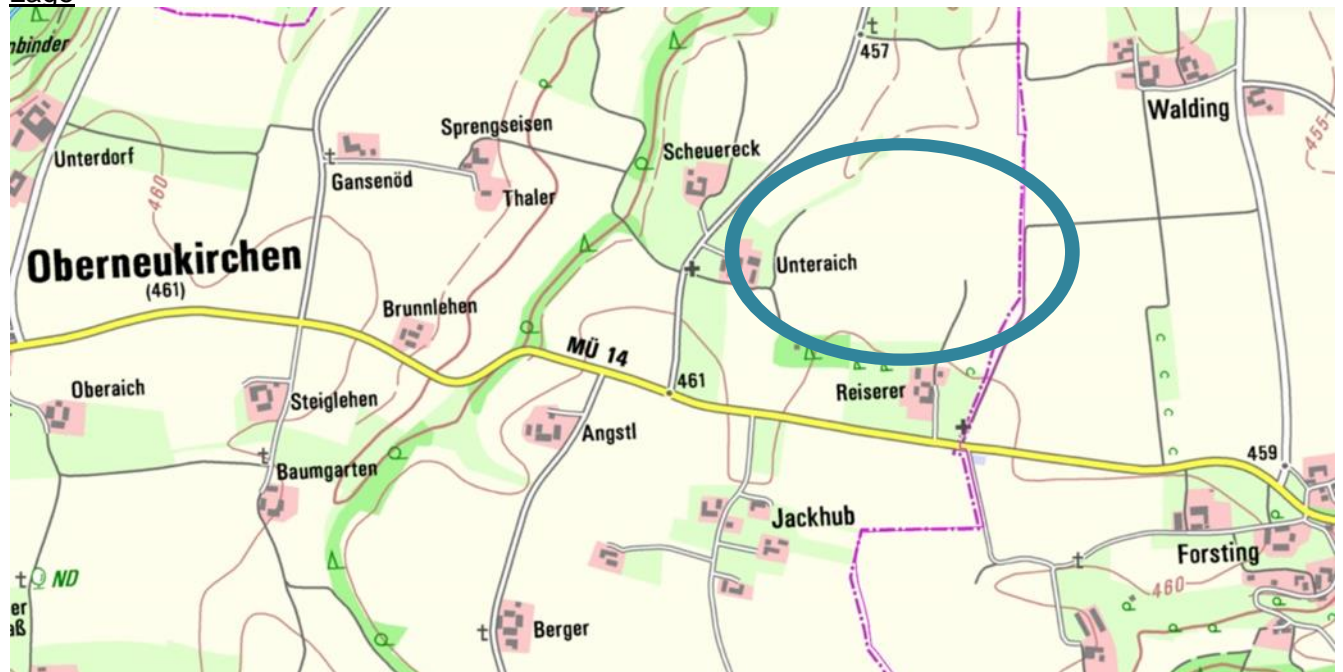 457
Walding
Sprengseisen
Scheuereck
Unterdorf
Gansenöd
Thaler
460
455
Oberneukirchen
(461)
Unteraich
Brunnlehen
MÜ 14
461
Reiserer
Oberaich
Steiglehen
Angstl
459
Baumgarten
Jackhub
Forsting
ND
460
Berger